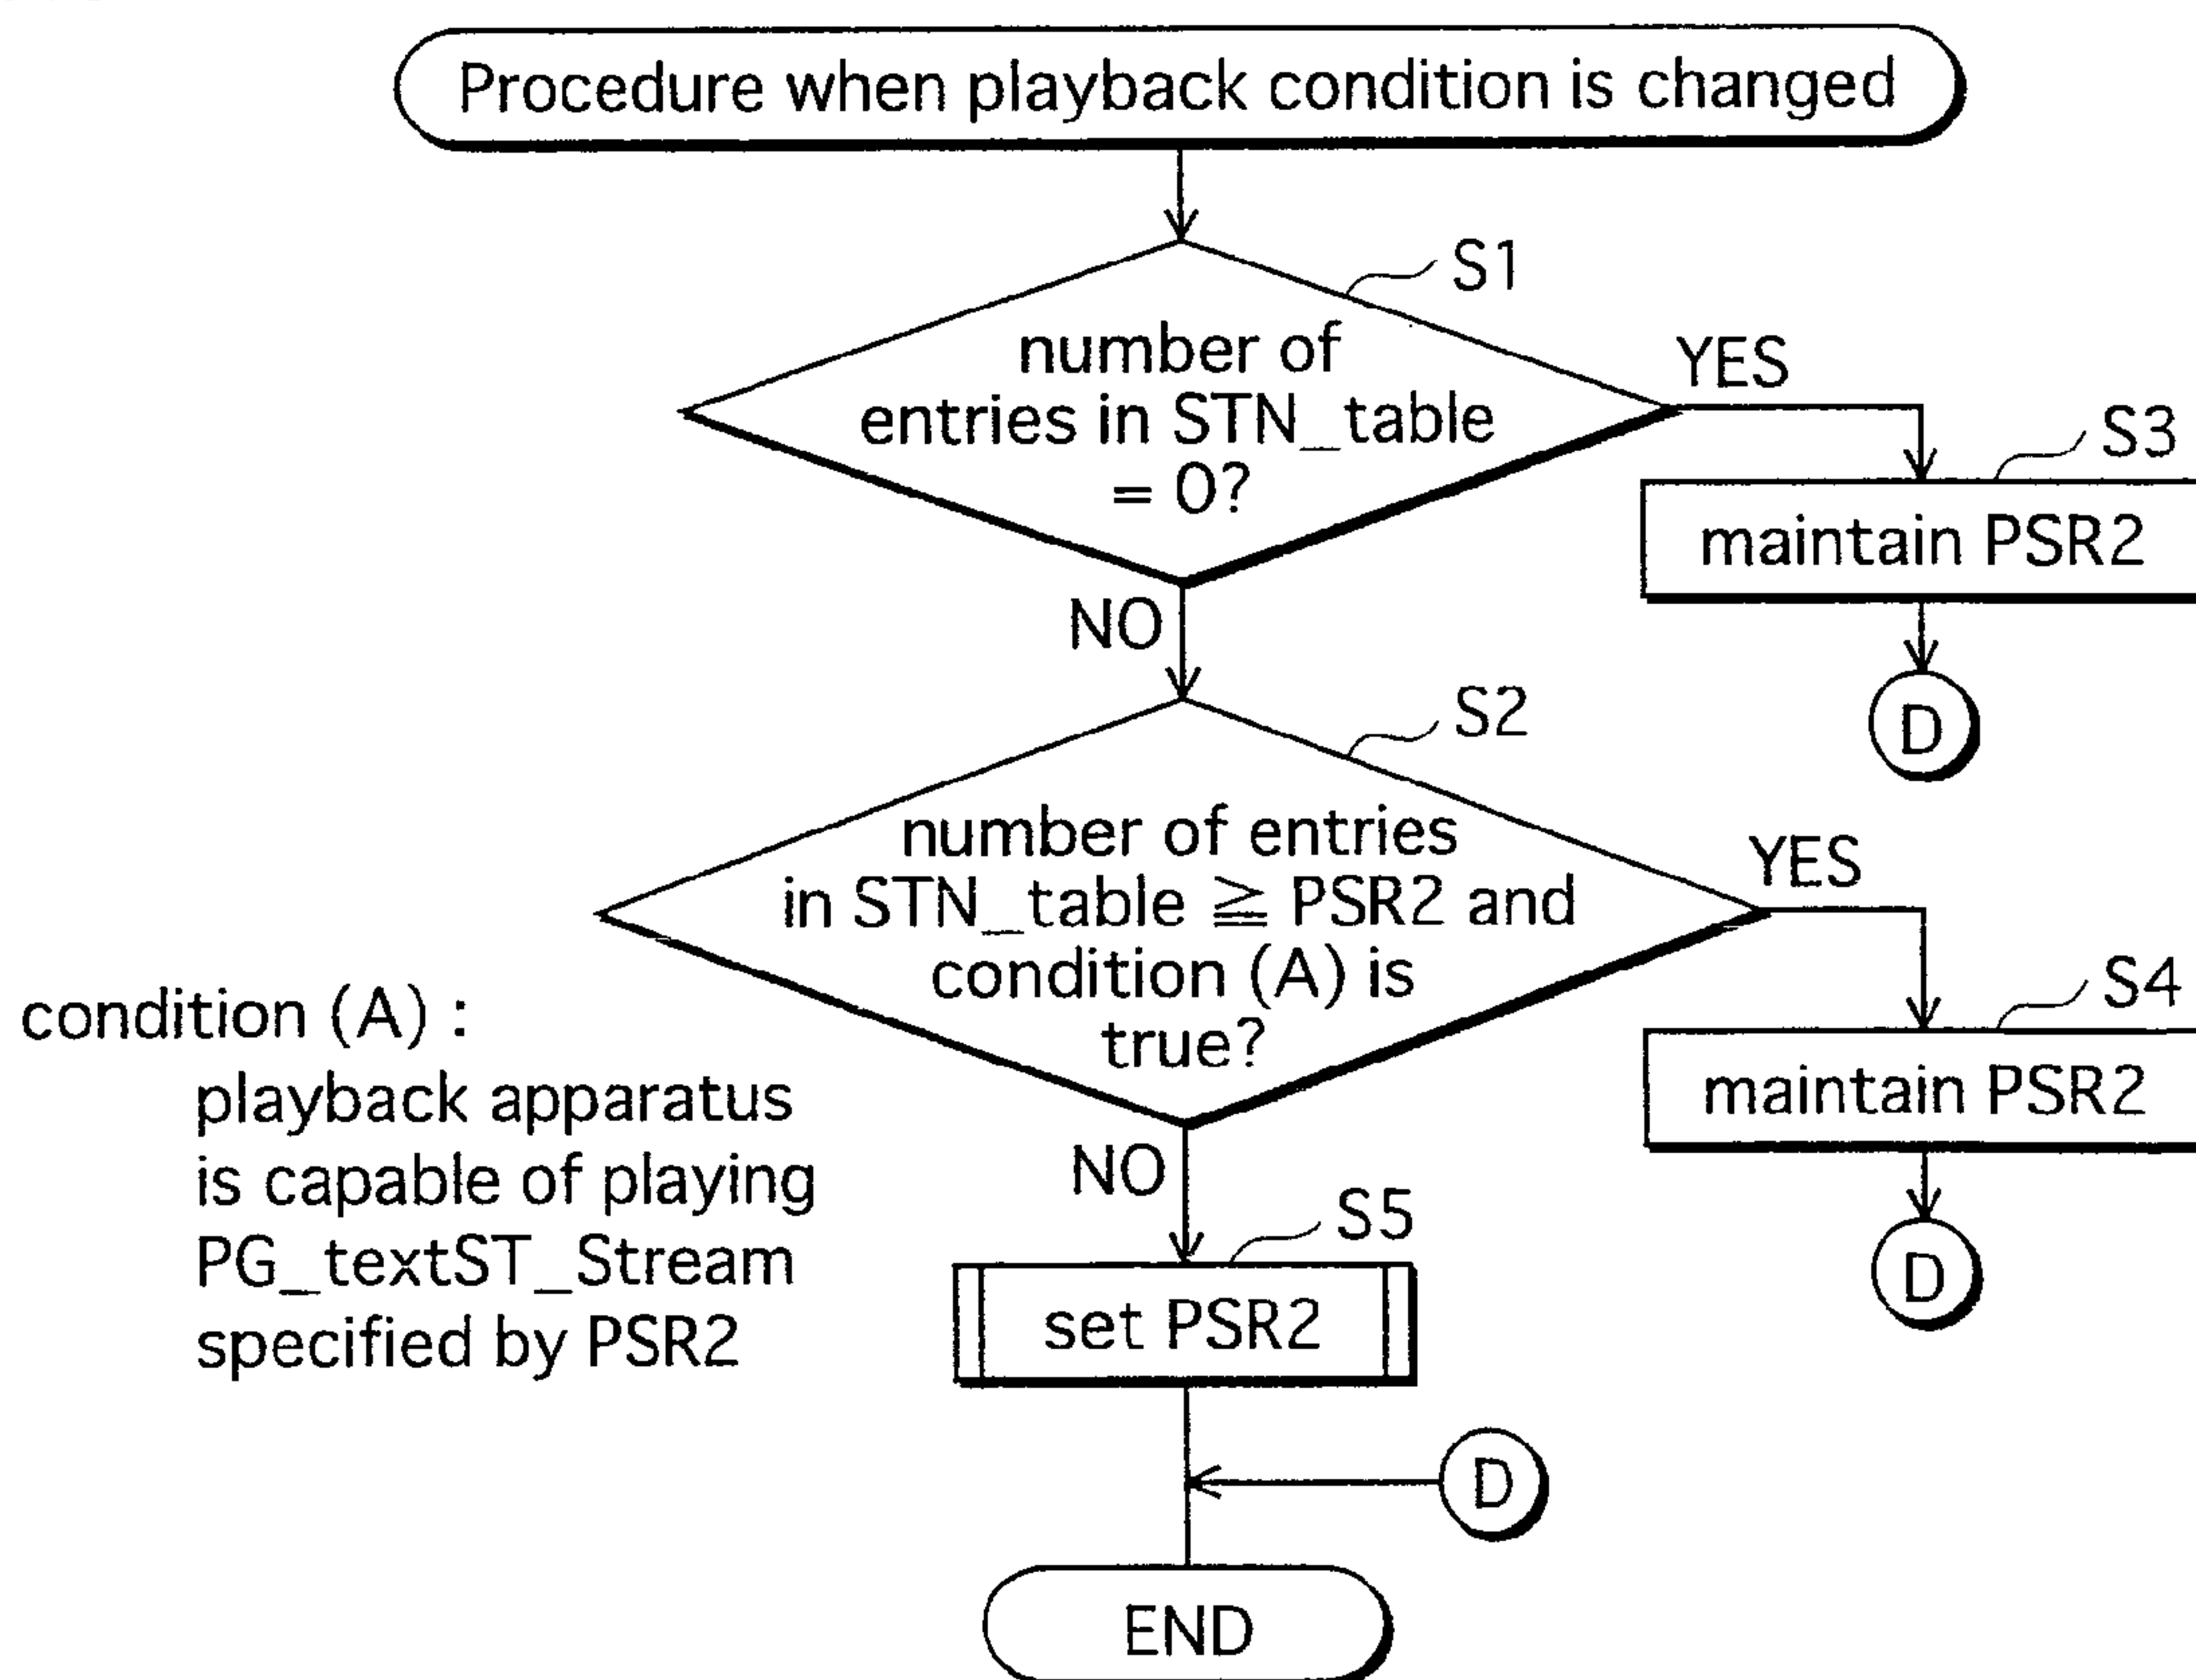 Procedure when playback condition is changed
S1
number of
entries in STN_table
= 0?
YES
S3
maintain PSR2
D
NO
S2
number of entries
in STN_table ≧ PSR2 and
condition (A) is
true?
YES
S4
maintain PSR2
D
condition (A) :
playback apparatus
is capable of playing
PG_textST_Stream
specified by PSR2
NO
S5
set PSR2
D
END